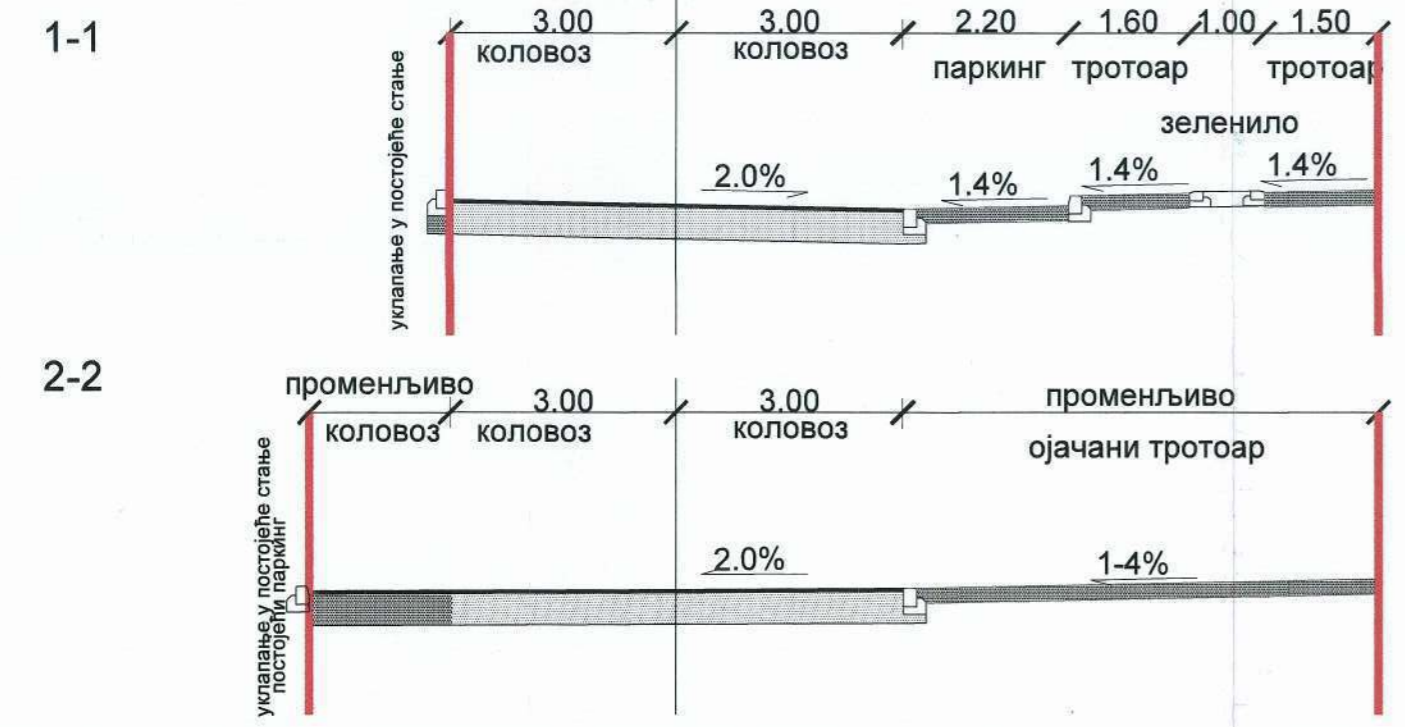 1-1
3.00 3.00 2.20 1.60 1.00 1.50
коловоз коловоз
паркинг тротоар тротоар
зеленило
уклапање у постојеће стање
2.0% 1.4% 1.4% 1.4%
2-2
променљиво 3.00 3.00 променљиво
коловоз коловоз коловоз
ојачани тротоар
уклапање у постојеће стање
постојећи паркинг
2.0% 1-4%